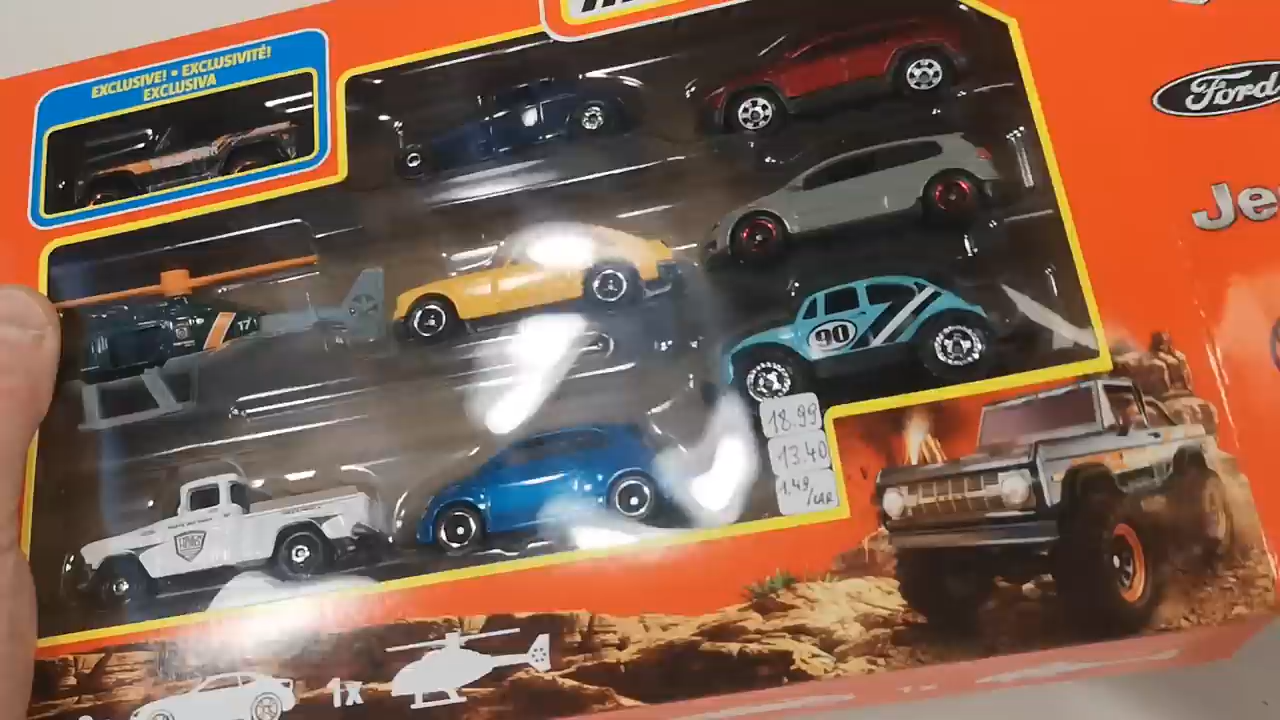 EXCLUSIVE! • EXCLUSIVITÉ!
EXCLUSIVA
Ford
Je
17
90
18.99
13.40
1.49
/CAR
1x